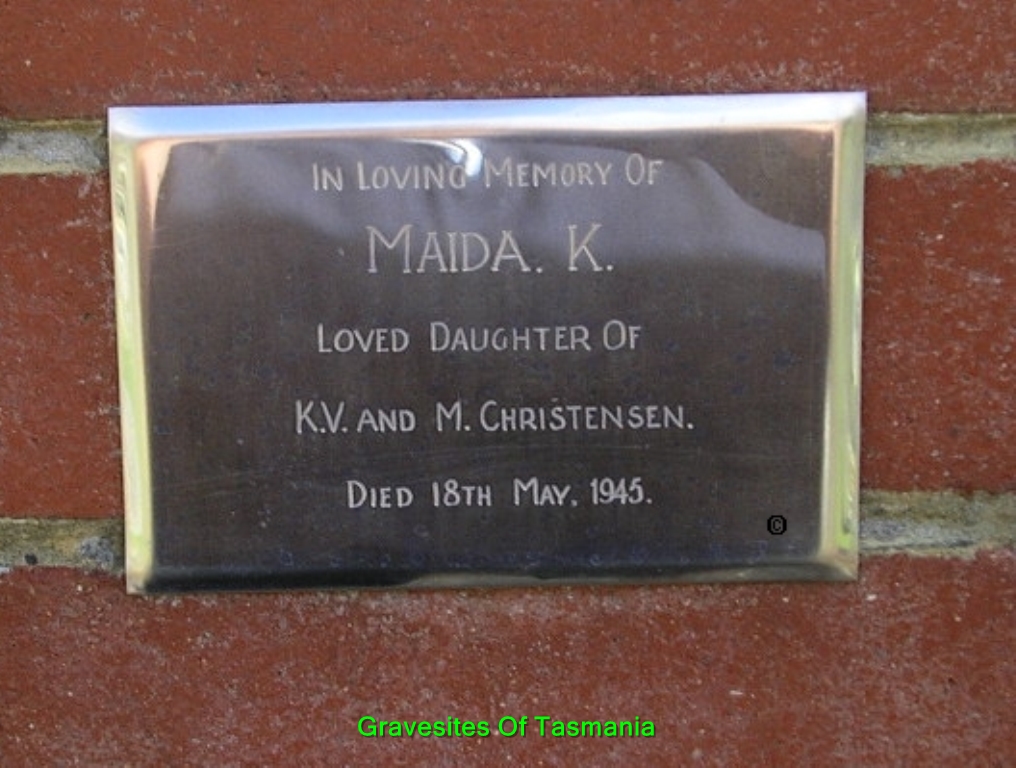 In Loving Memory Of
Maida. K.
Loved Daughter Of
K.V. and M. Christensen.
Died 18th May. 1945.
©
Gravesites Of Tasmania